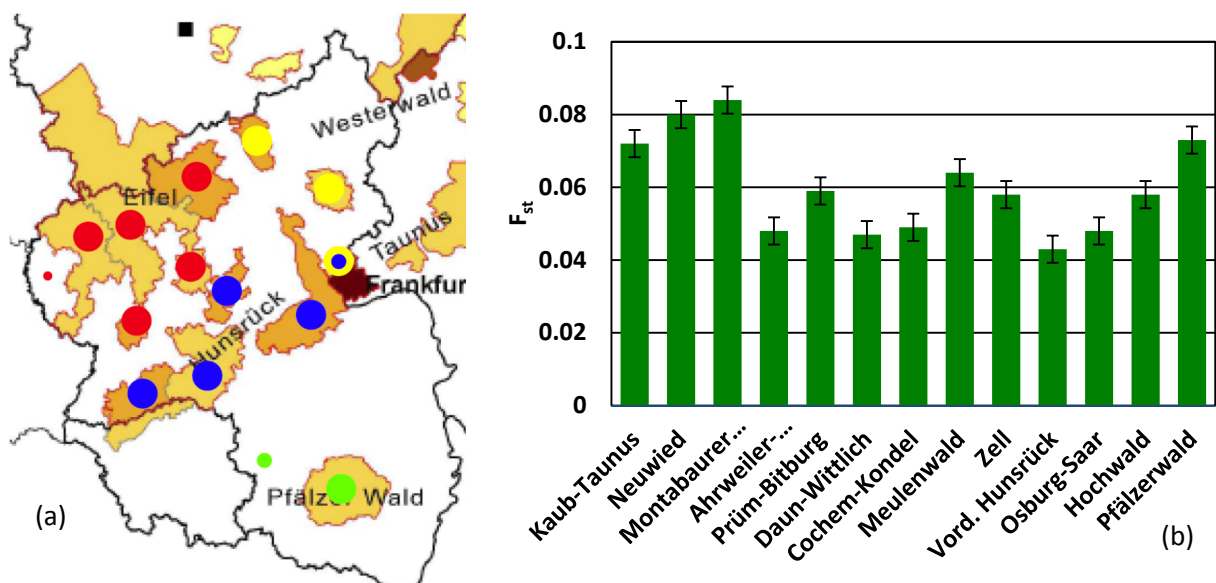 Westerwald
Eifel
Taunus
Frankfur
Hunsrück
Pfälzer Wald
(a)
0.1
0.08
0.06
0.04
0.02
0
F_st
Kaub-Taunus
Neuwied
Montabaurer...
Ahrweiler-...
Prüm-Bitburg
Daun-Wittlich
Cochem-Kondel
Meulenwald
Zell
Vord. Hunsrück
Osburg-Saar
Hochwald
Pfälzerwald
(b)